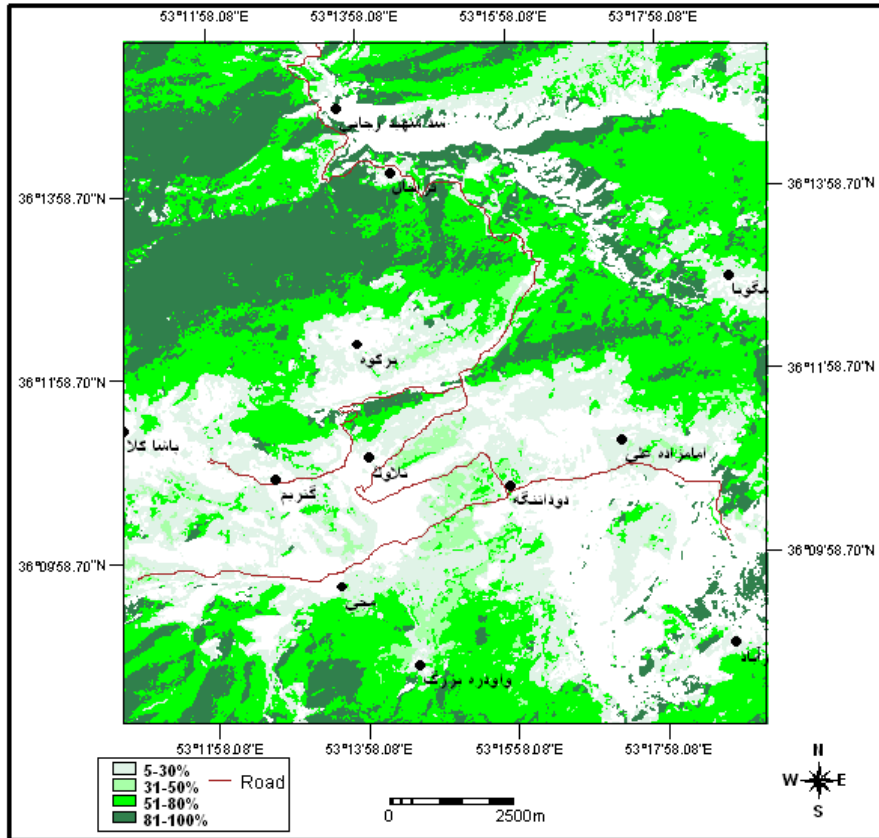 53°11'58.08"E 53°13'58.08"E 53°15'58.08"E 53°17'58.08"E
سد شهید رجایی
36°13'58.70"N 36°13'58.70"N
برکوه
36°11'58.70"N 36°11'58.70"N
پاشا کلا
امامزاده علی
تلاوک
گنریم
دودانگه
36°09'58.70"N 36°09'58.70"N
واودره بزرگ
53°11'58.08"E 53°13'58.08"E 53°15'58.08"E 53°17'58.08"E
5-30%
31-50%
51-80%
81-100%
Road
0 2500m
N
W E
S